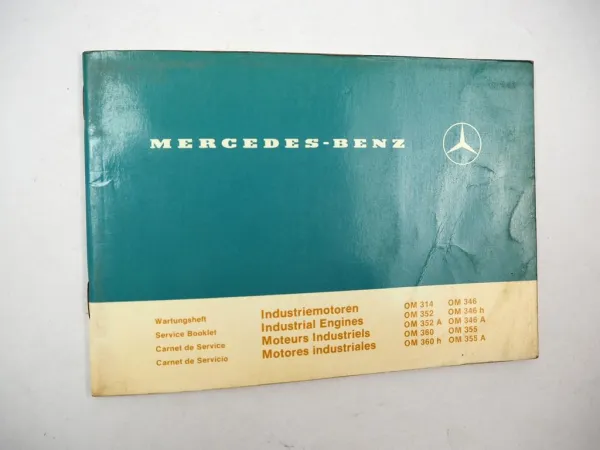 MERCEDES-BENZ
Wartungsheft
Service Booklet
Carnet de Service
Carnet de Servicio
Industriemotoren
Industrial Engines
Moteurs Industriels
Motores industriales
OM 314 OM 346
OM 352 OM 346 h
OM 352 A OM 346 A
OM 360 OM 355
OM 360 h OM 355 A